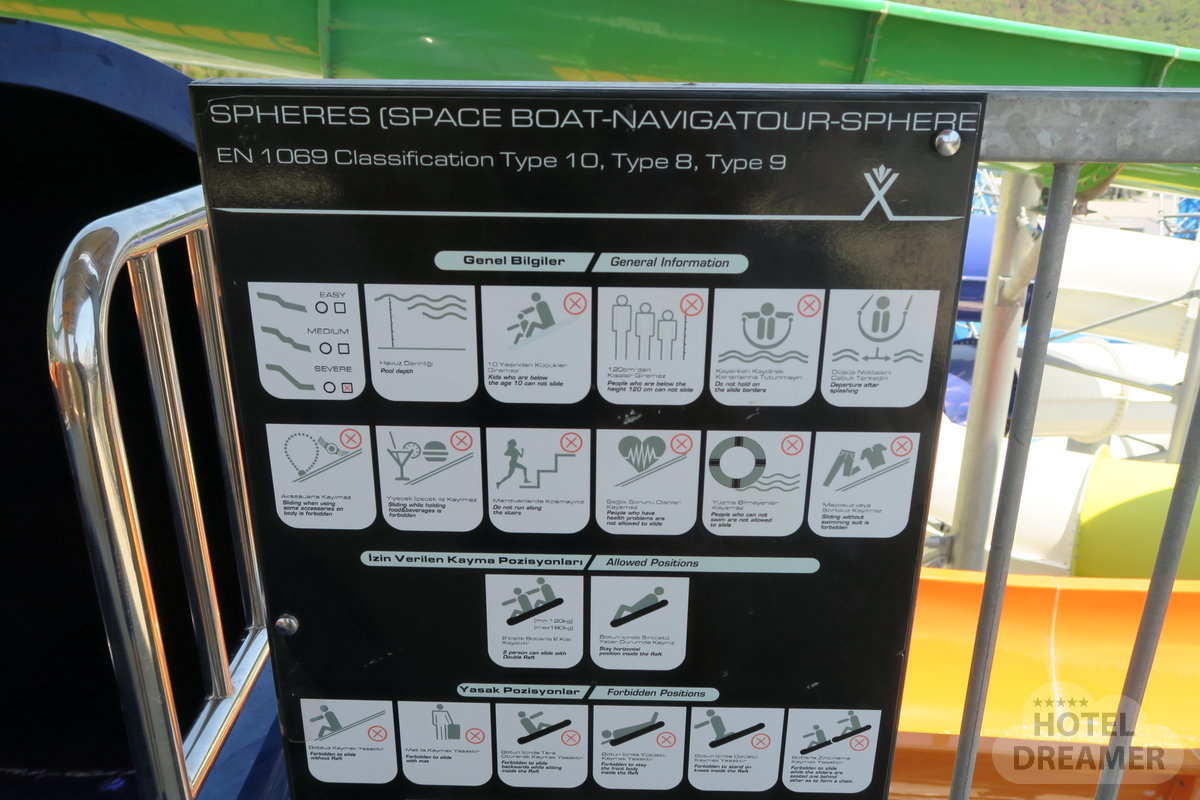 SPHERES (SPACE BOAT-NAVIGATOUR-SPHERE
EN 1069 Classification Type 10, Type 8, Type 9
Genel Bilgiler / General Information
EASY
MEDIUM
SEVERE
Havuz Derinliği
Pool depth
10 Yaşından Küçükler
Giremez
Kids who are below
the age 10 can not slide
120cm'den
Kısalar Giremez
People who are below the
height 120 cm can not slide
Kayarken Kaydırak
Kenarlarına Tutunmayın
Do not hold on
the slide borders
Düşüş Noktasını
Çabuk Terkedin
Departure after
splashing
Aksesuarla Kayılmaz
Sliding when using
some accessories on
body is forbidden
Yiyecek İçecek ile Kayılmaz
Sliding while holding
food&beverages is
forbidden
Merdivenlerde Koşmayınız
Do not run along
the stairs
Sağlık Sorunu Olanlar
Kayamaz
People who have
health problems are
not allowed to slide
Yüzme Bilmeyenler
Kayamaz
People who can not
swim are not allowed
to slide
Mayosuz veya
Şortsuz Kayılmaz
Sliding without
swimming suit is
forbidden
İzin Verilen Kayma Pozisyonları / Allowed Positions
(min 120kg)
(max180kg)
2 kişilik Botlarla 2 Kişi
Kayabilir
2 person can slide with
Double Raft
Botun İçinde Sırtüstü
Yatar Durumda Kayınız
Stay horizontal
position inside the Raft
Yasak Pozisyonlar / Forbidden Positions
Botsuz Kaymak Yasaktır
Forbidden to slide
without Raft
Mat ile Kaymak Yasaktır
Forbidden to slide
with mat
Botun İçinde Ters
Oturarak Kaymak Yasaktır
Forbidden to slide
backwards while sitting
inside the Raft
Botun İçinde Yüzüstü
Kaymak Yasaktır
Forbidden to stay
the front body
inside the Raft
Botun İçinde Dizüstü
Kaymak Yasaktır
Forbidden to stand on
knees inside the Raft
Botlarla Zincirleme
Kaymak Yasaktır
Forbidden to slide
while the sliders are
seated one behind
other as to form a chain
HOTEL
DREAMER